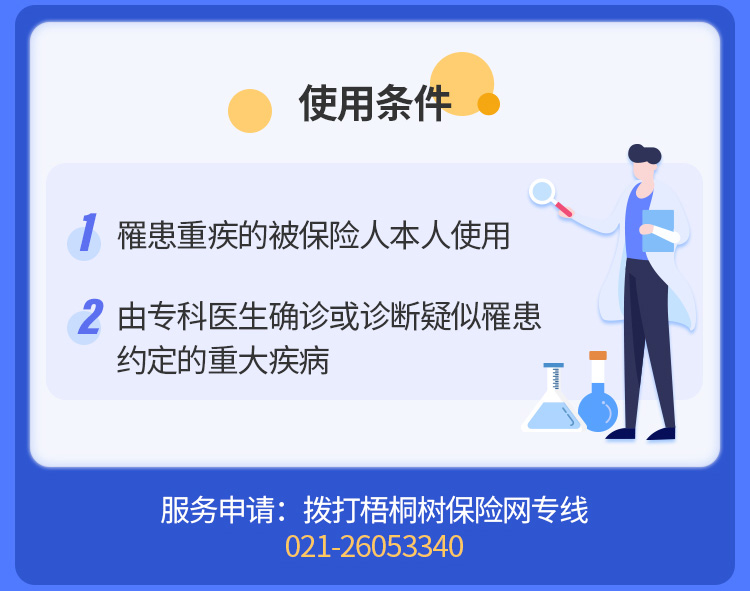 使用条件
1 罹患重疾的被保险人本人使用
2 由专科医生确诊或诊断疑似罹患
约定的重大疾病
服务申请：拨打梧桐树保险网专线
021-26053340